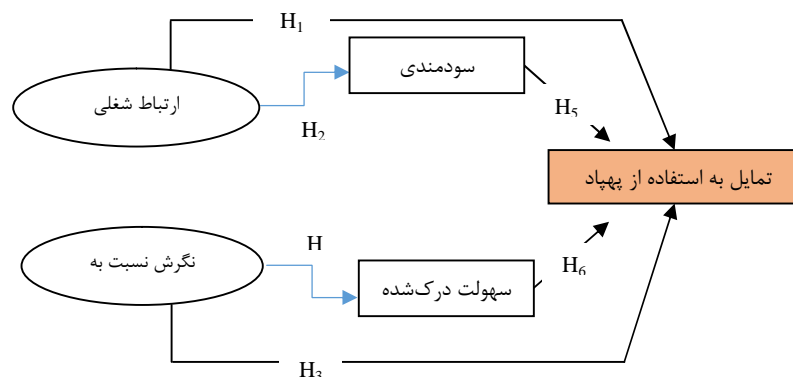 H₁
سودمندی
ارتباط شغلی
H₂
H₅
تمایل به استفاده از پهپاد
نگرش نسبت به
H
سهولت درک‌شده
H₆
H₃